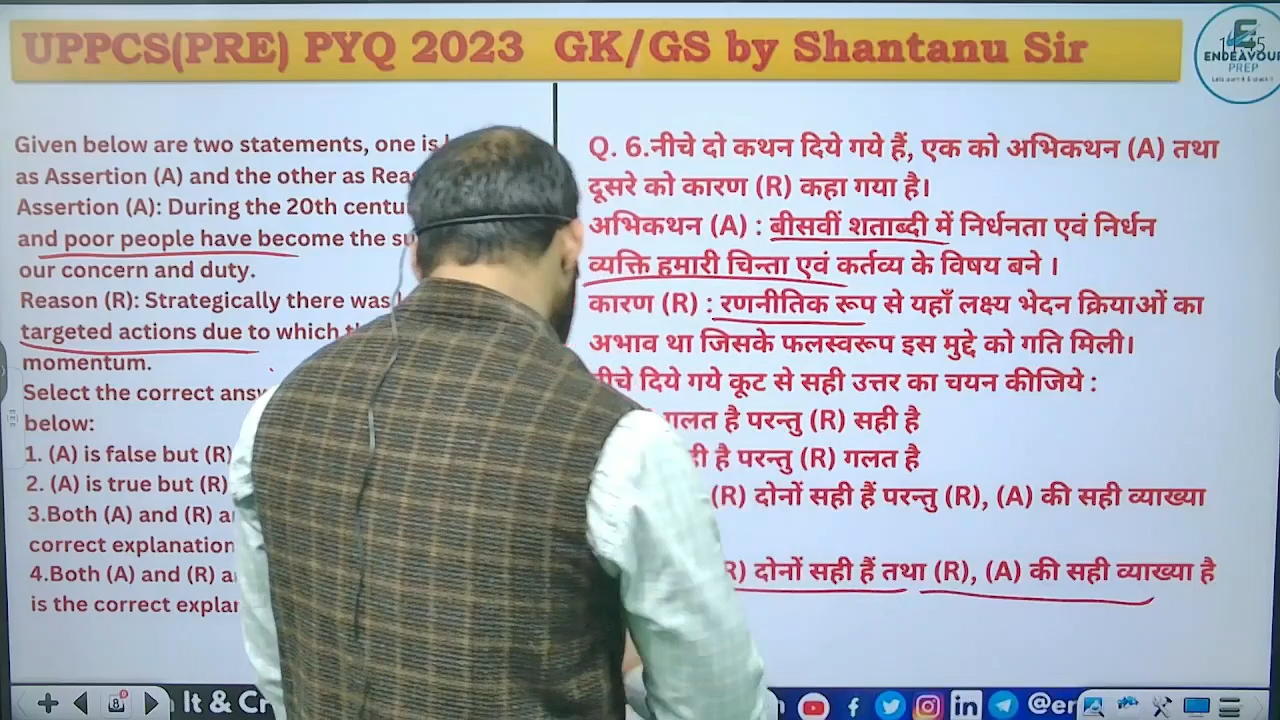 UPPCS(PRE) PYQ 2023 GK/GS by Shantanu Sir
ENDEAVOUR
PREP
Given below are two statements, one is
as Assertion (A) and the other as
Assertion (A): During the 20th
and poor people have become the
our concern and duty.
Reason (R): Strategically there was
targeted actions due to which
momentum.
Select the correct
below:
1. (A) is false but (R)
2. (A) is true but (R)
3.Both (A) and (R)
correct explanation
4.Both (A) and (R)
is the correct
Q. 6.नीचे दो कथन दिये गये हैं, एक को अभिकथन (A) तथा
दूसरे को कारण (R) कहा गया है।
अभिकथन (A) : बीसवीं शताब्दी में निर्धनता एवं निर्धन
व्यक्ति हमारी चिन्ता एवं कर्तव्य के विषय बने ।
कारण (R) : रणनीतिक रूप से यहाँ लक्ष्य भेदन क्रियाओं का
अभाव था जिसके फलस्वरूप इस मुद्दे को गति मिली।
दिये गये कूट से सही उत्तर का चयन कीजिये :
है परन्तु (R) सही है
है परन्तु (R) गलत है
(R) दोनों सही हैं परन्तु (R), (A) की सही व्याख्या
दोनों सही हैं तथा (R), (A) की सही व्याख्या है
It &
in